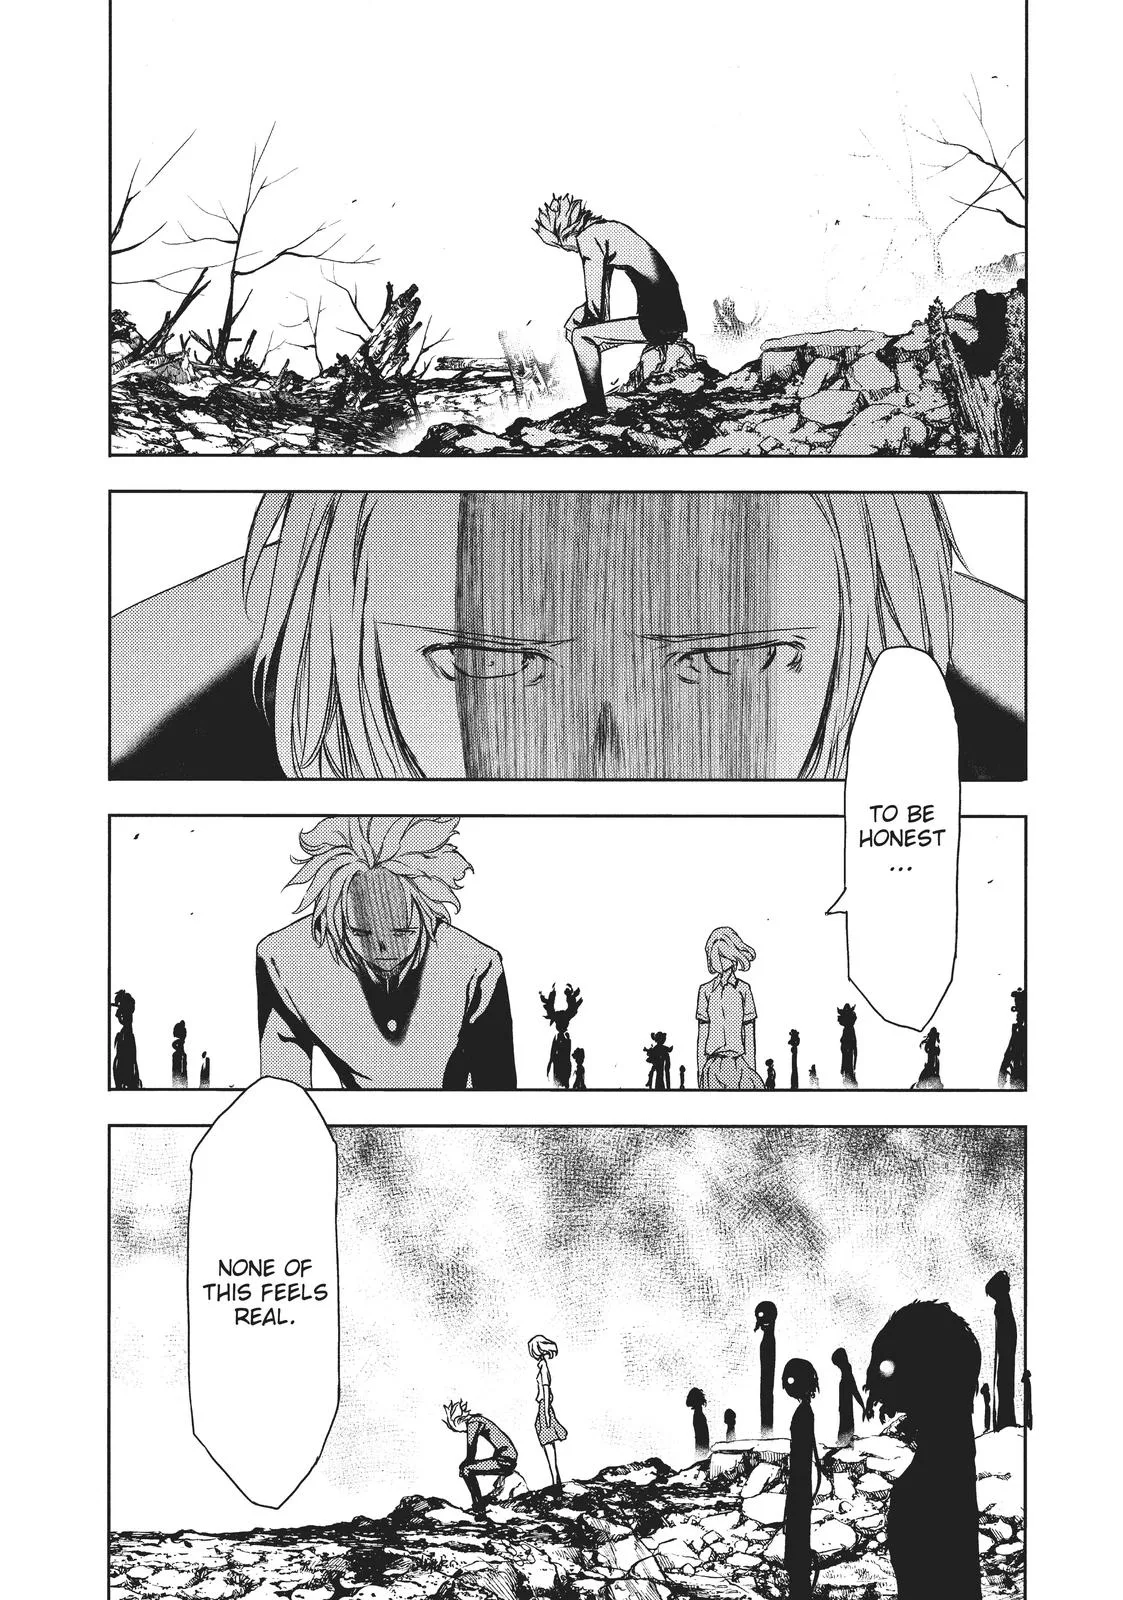 TO BE
HONEST
...
NONE OF
THIS FEELS
REAL.